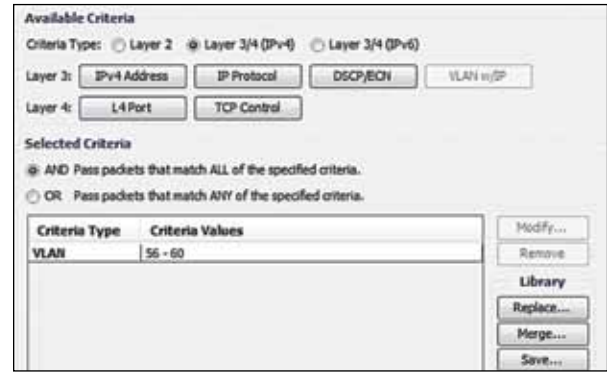 Available Criteria
Criteria Type: Layer 2 Layer 3/4 (IPv4) Layer 3/4 (IPv6)
Layer 3: IPv4 Address IP Protocol DSCP/ECN VLAN w/IP
Layer 4: L4 Port TCP Control
Selected Criteria
AND Pass packets that match ALL of the specified criteria.
OR Pass packets that match ANY of the specified criteria.
Criteria Type Criteria Values
VLAN 56 - 60
Modify...
Remove
Library
Replace...
Merge...
Save...